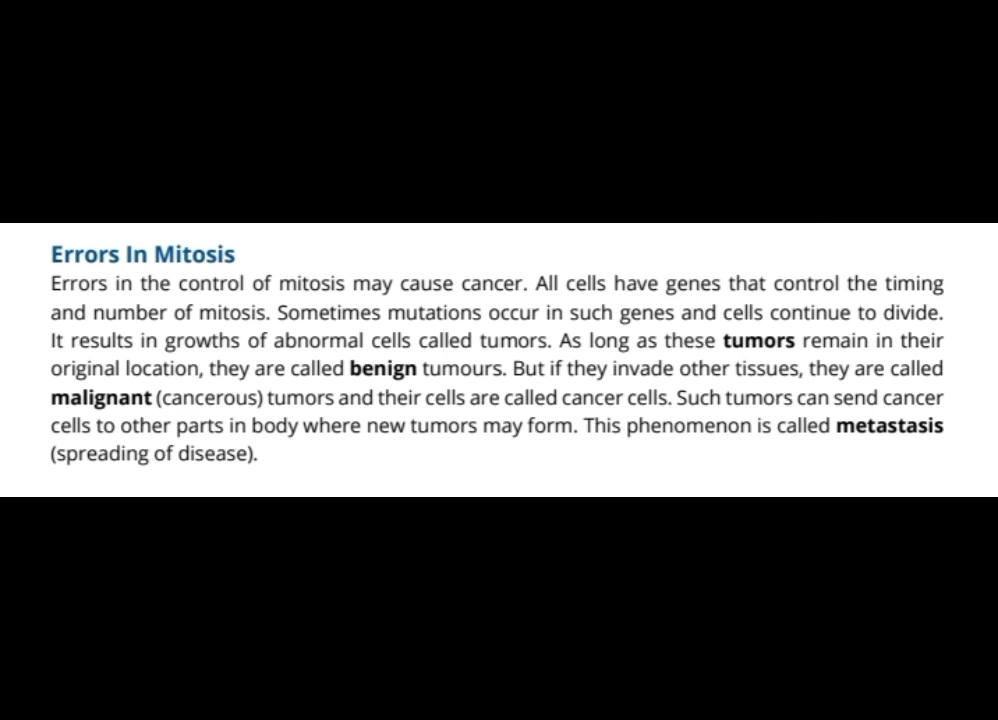 Errors In Mitosis
Errors in the control of mitosis may cause cancer. All cells have genes that control the timing
and number of mitosis. Sometimes mutations occur in such genes and cells continue to divide.
It results in growths of abnormal cells called tumors. As long as these tumors remain in their
original location, they are called benign tumours. But if they invade other tissues, they are called
malignant (cancerous) tumors and their cells are called cancer cells. Such tumors can send cancer
cells to other parts in body where new tumors may form. This phenomenon is called metastasis
(spreading of disease).